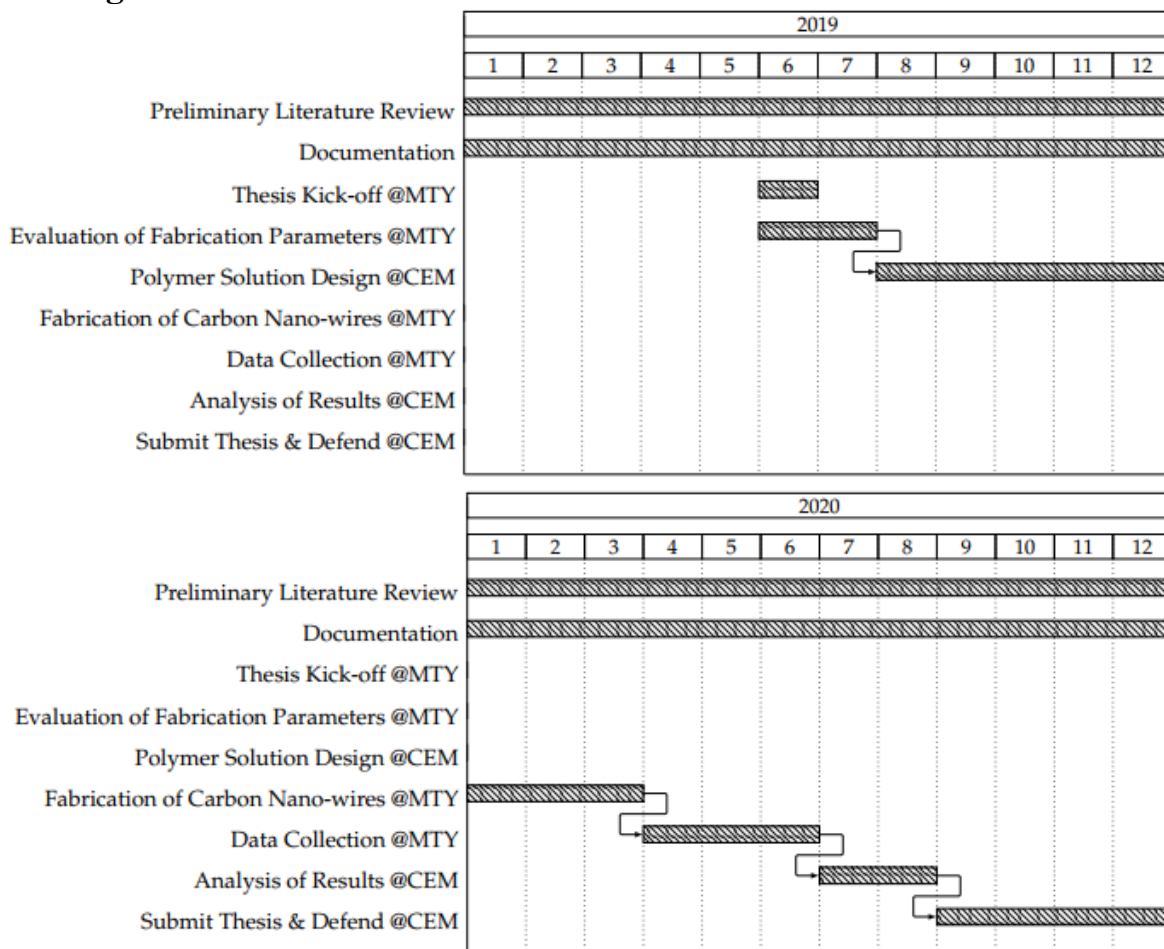 2019
1 2 3 4 5 6 7 8 9 10 11 12
Preliminary Literature Review
Documentation
Thesis Kick-off @MTY
Evaluation of Fabrication Parameters @MTY
Polymer Solution Design @CEM
Fabrication of Carbon Nano-wires @MTY
Data Collection @MTY
Analysis of Results @CEM
Submit Thesis & Defend @CEM
2020
1 2 3 4 5 6 7 8 9 10 11 12
Preliminary Literature Review
Documentation
Thesis Kick-off @MTY
Evaluation of Fabrication Parameters @MTY
Polymer Solution Design @CEM
Fabrication of Carbon Nano-wires @MTY
Data Collection @MTY
Analysis of Results @CEM
Submit Thesis & Defend @CEM